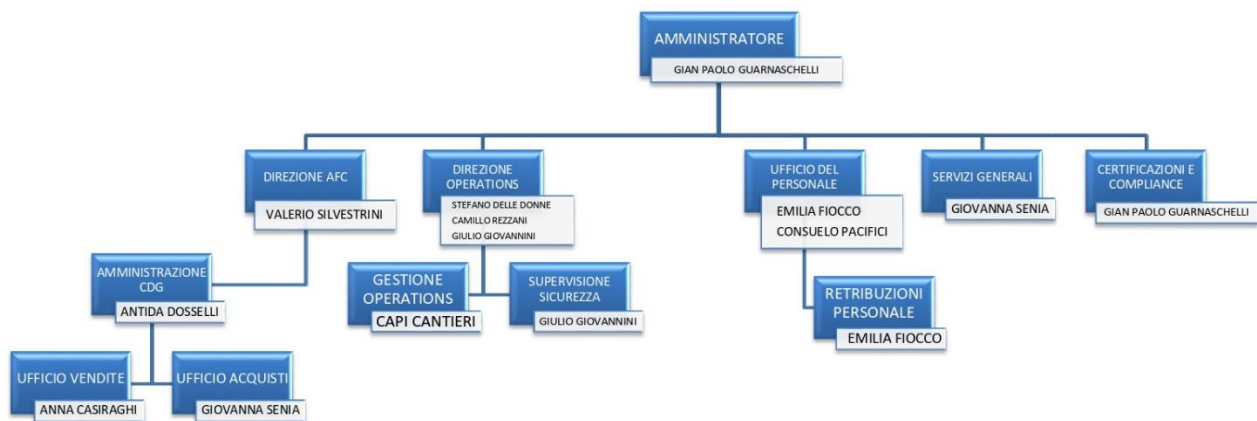 AMMINISTRATORE
GIAN PAOLO GUARNASCHELLI
DIREZIONE AFC
VALERIO SILVESTRINI
DIREZIONE
OPERATIONS
STEFANO DELLE DONNE
CAMILLO REZZANI
GIULIO GIOVANNINI
UFFICIO DEL
PERSONALE
EMILIA FIOCCO
CONSUELO PACIFICI
SERVIZI GENERALI
GIOVANNA SENIA
CERTIFICAZIONI E
COMPLIANCE
GIAN PAOLO GUARNASCHELLI
AMMINISTRAZIONE
CDG
ANTIDA DOSSELLI
GESTIONE
OPERATIONS
CAPI CANTIERI
SUPERVISIONE
SICUREZZA
GIULIO GIOVANNINI
RETRIBUZIONI
PERSONALE
EMILIA FIOCCO
UFFICIO VENDITE
ANNA CASIRAGHI
UFFICIO ACQUISTI
GIOVANNA SENIA